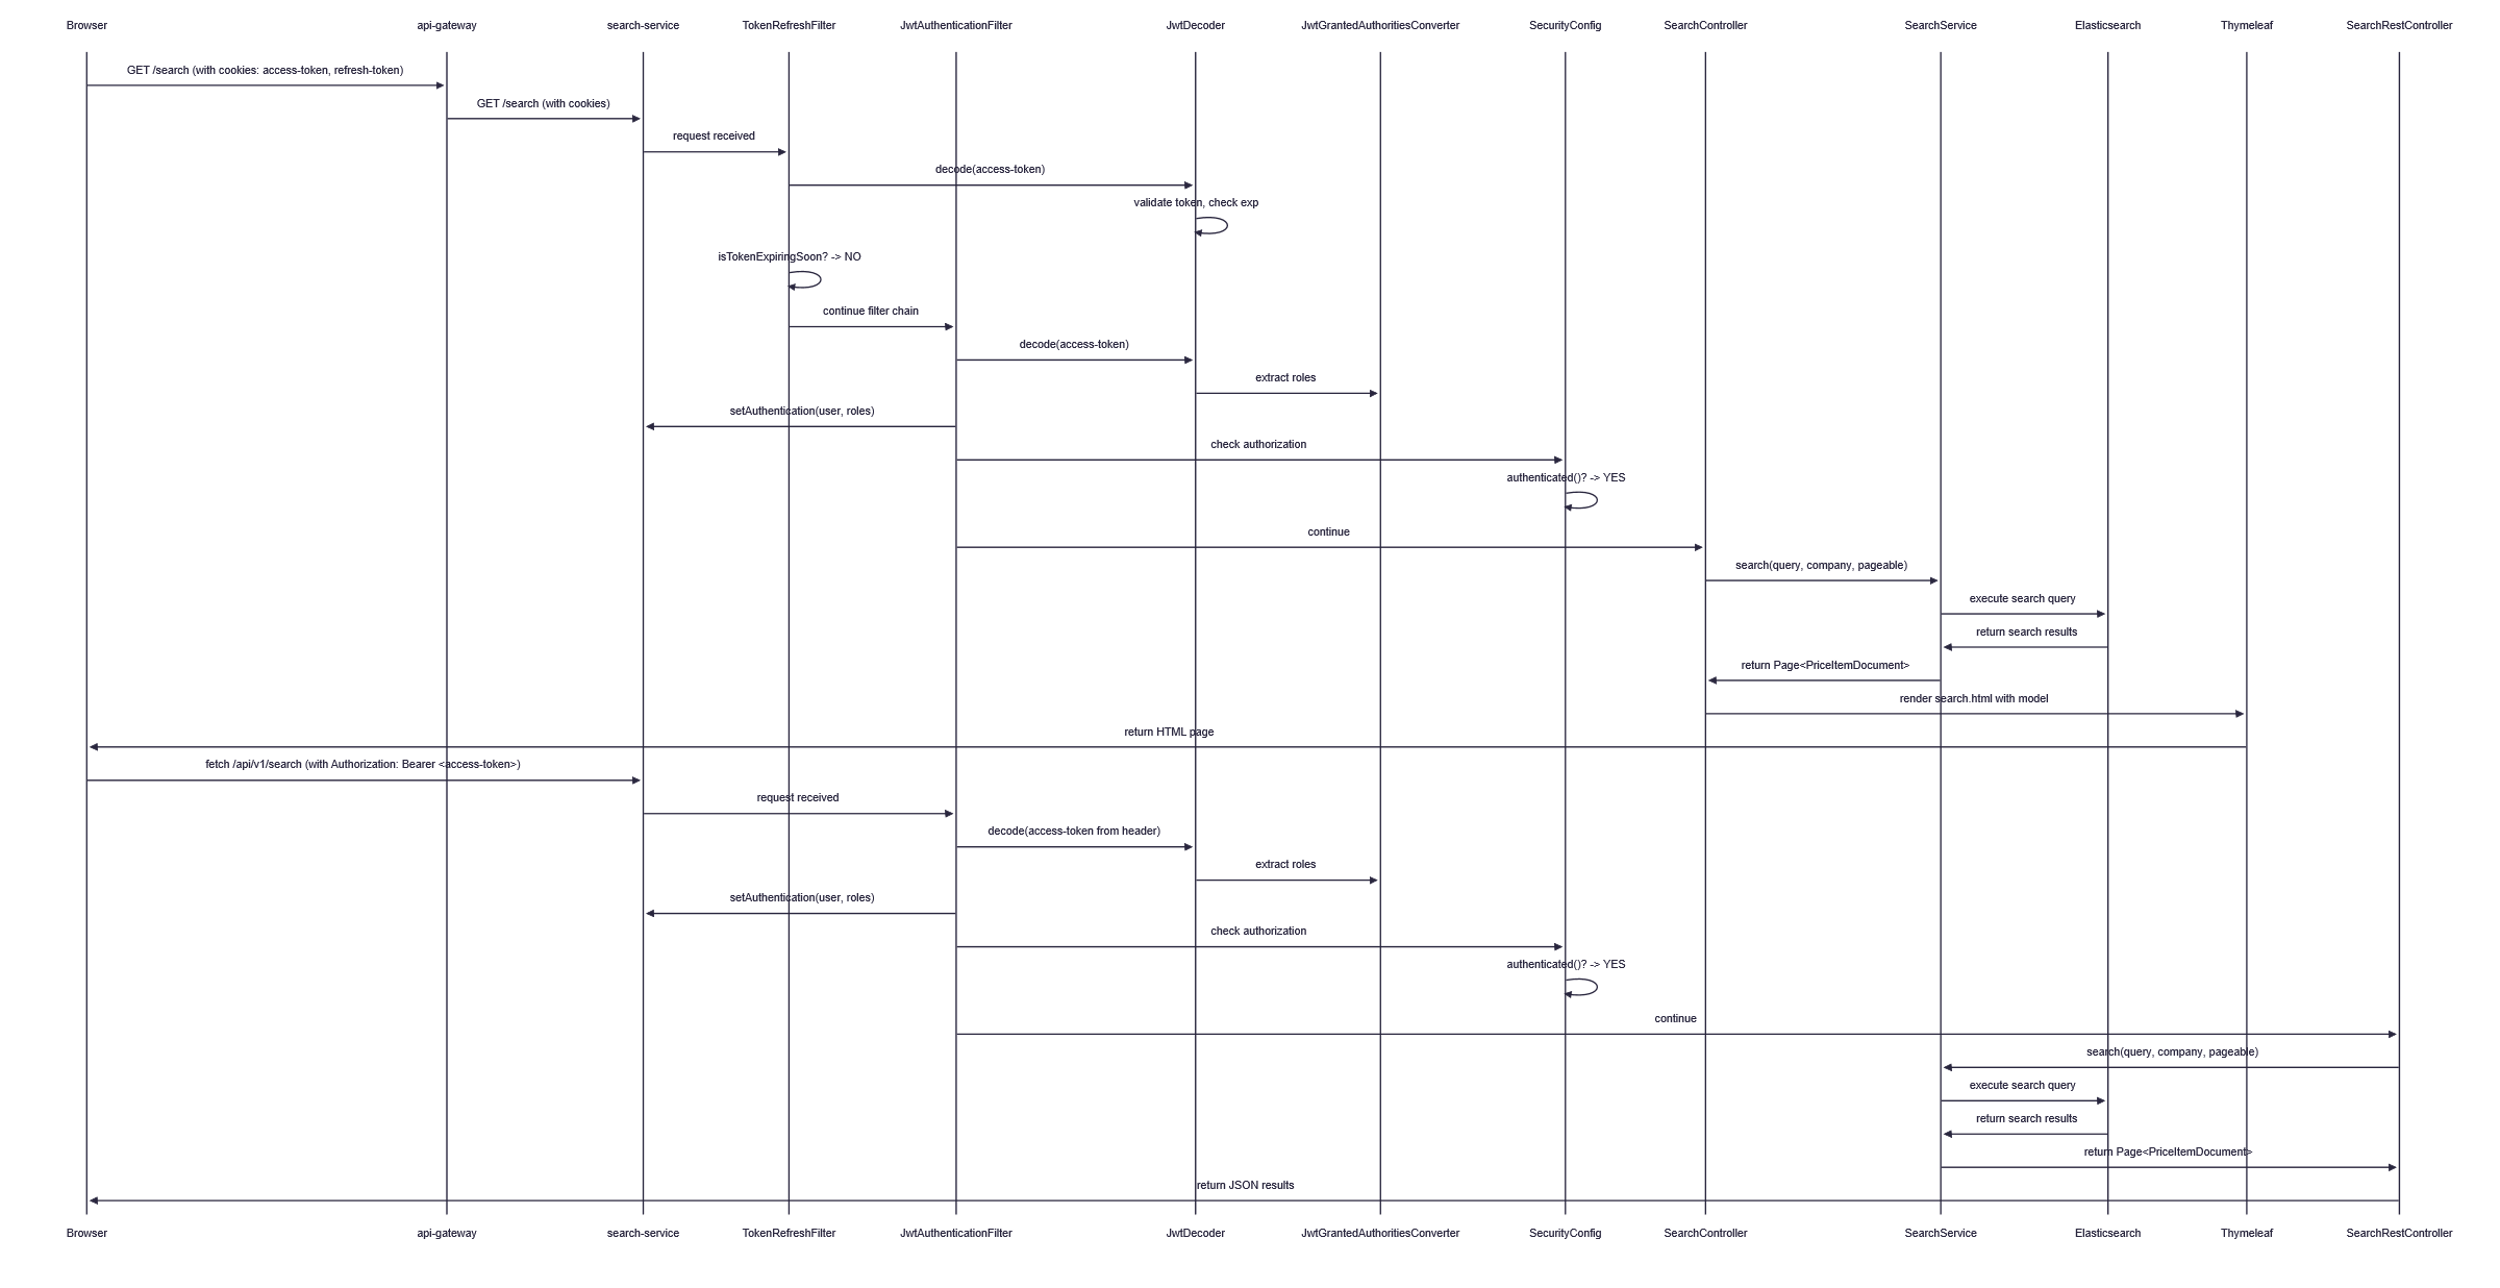 Browser
api-gateway
search-service
TokenRefreshFilter
JwtAuthenticationFilter
JwtDecoder
JwtGrantedAuthoritiesConverter
SecurityConfig
SearchController
SearchService
Elasticsearch
Thymeleaf
SearchRestController
GET /search (with cookies: access-token, refresh-token)
GET /search (with cookies)
request received
decode(access-token)
validate token, check exp
isTokenExpiringSoon? -> NO
continue filter chain
decode(access-token)
extract roles
setAuthentication(user, roles)
check authorization
authenticated()? -> YES
continue
search(query, company, pageable)
execute search query
return search results
return Page<PriceItemDocument>
render search.html with model
return HTML page
fetch /api/v1/search (with Authorization: Bearer <access-token>)
request received
decode(access-token from header)
extract roles
setAuthentication(user, roles)
check authorization
authenticated()? -> YES
continue
search(query, company, pageable)
execute search query
return search results
return Page<PriceItemDocument>
return JSON results
Browser
api-gateway
search-service
TokenRefreshFilter
JwtAuthenticationFilter
JwtDecoder
JwtGrantedAuthoritiesConverter
SecurityConfig
SearchController
SearchService
Elasticsearch
Thymeleaf
SearchRestController